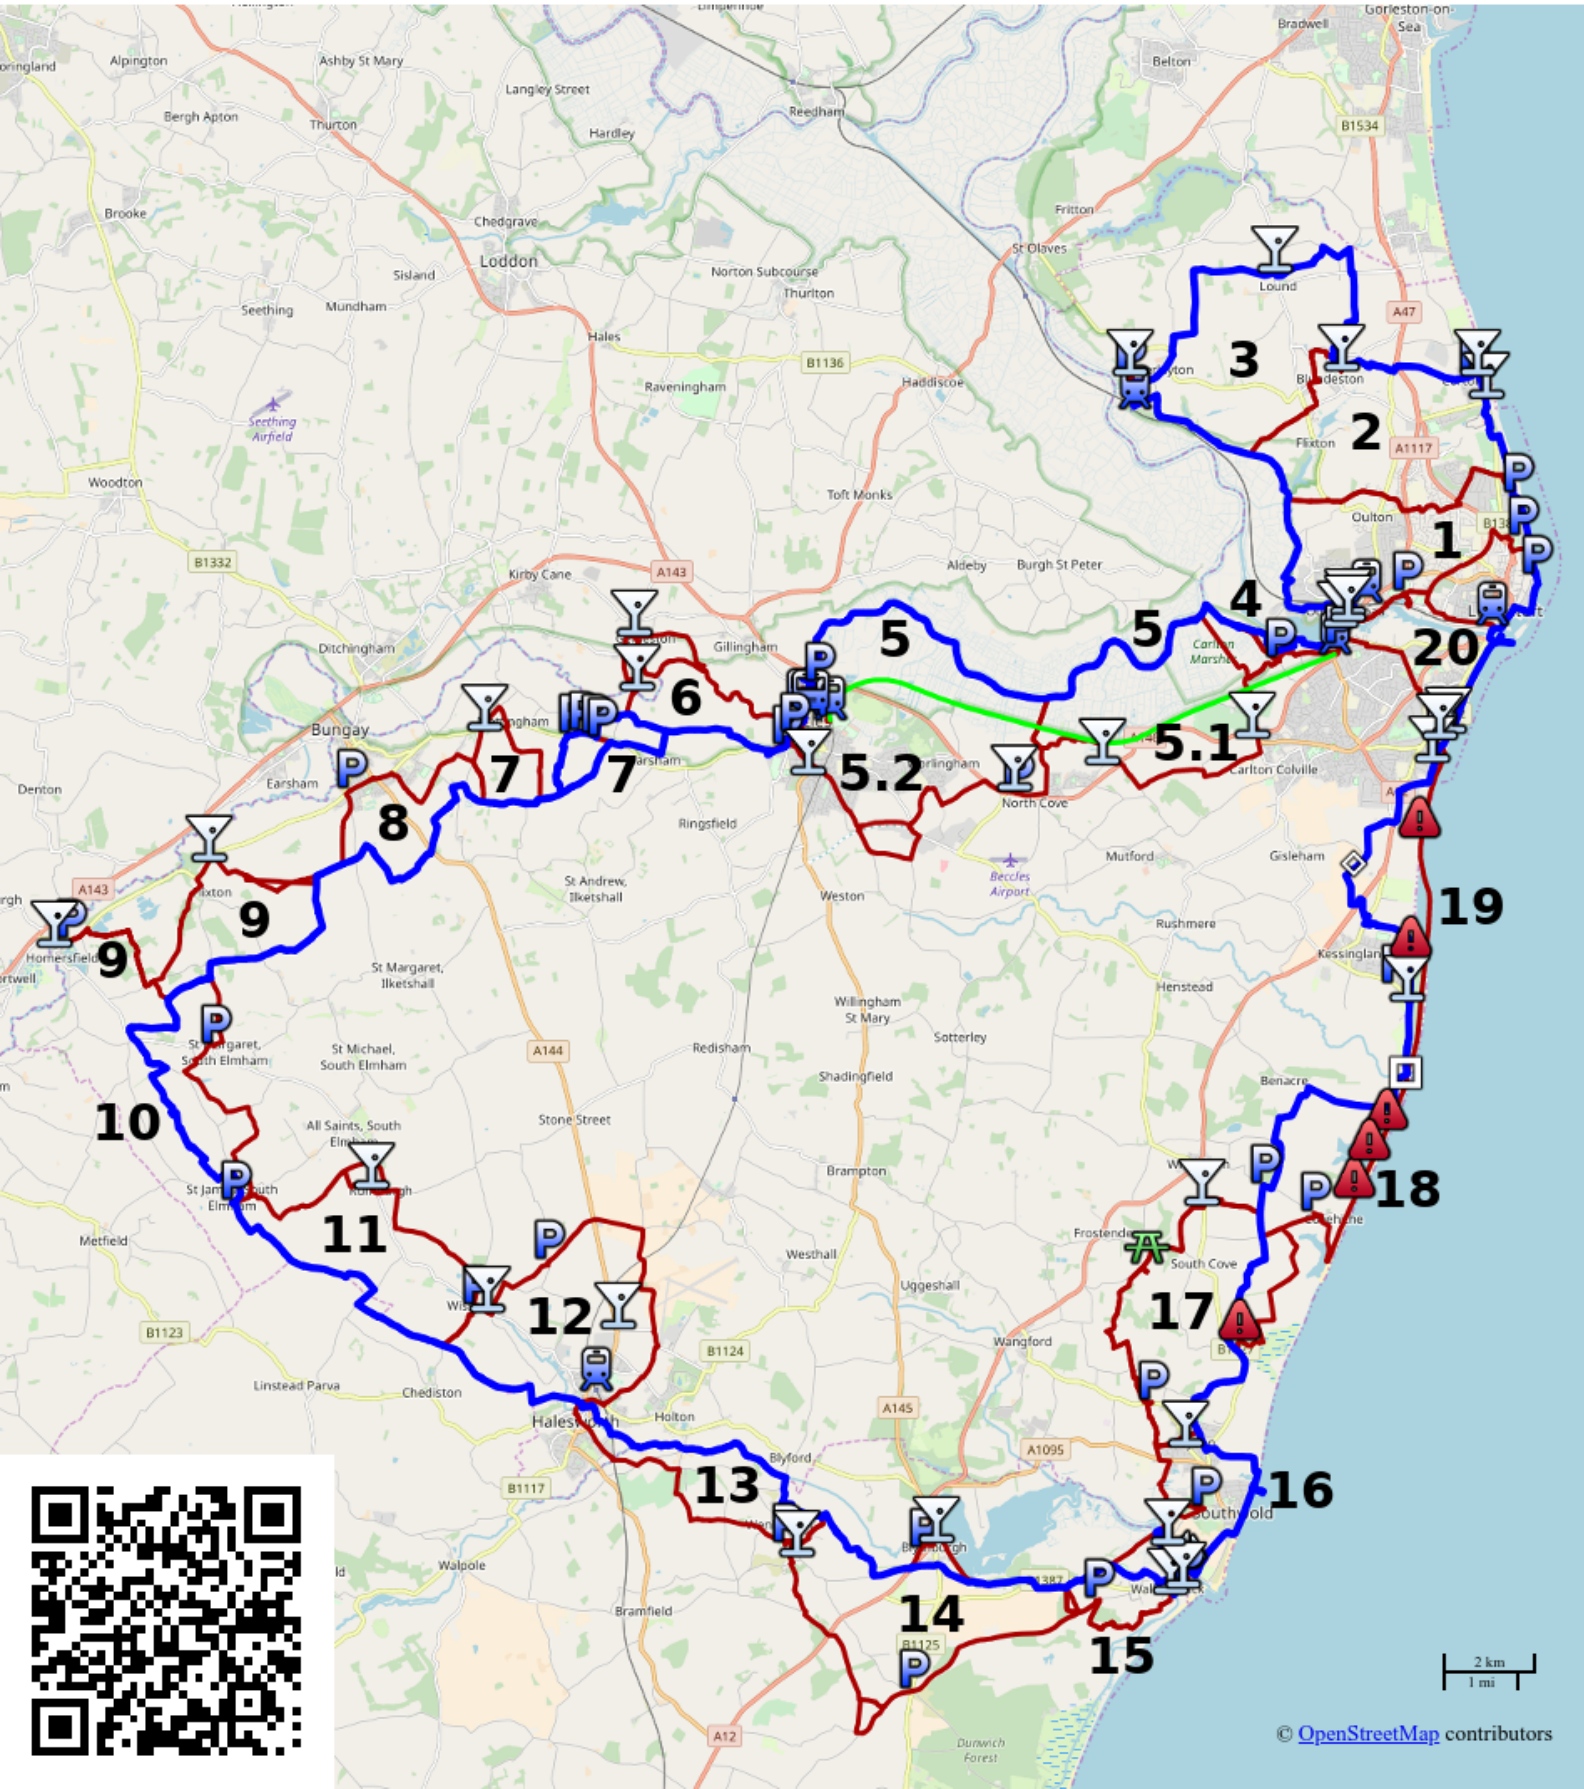 Gorleston-on-
Sea
Bradwell
Alpington
Ashby St Mary
Belton
Langley Street
Bergh Apton
Thurton
Reedham
Hardley
B1534
Brooke
Chedgrave
Fritton
St Olaves
Loddon
Norton Subcourse
Sisland
Thurlton
Lound
Seething
Mundham
A47
Hales
B1136
3
Haddiscoe
Raveningham
Seething
Airfield
2
Flixton
A1117
Woodton
Toft Monks
Oulton
1
B1332
Kirby Cane
A143
Aldeby
Burgh St Peter
4
5
5
20
Ditchingham
Gillingham
Carlton
6
Bungay
5.1
7
7
5.2
Carlton Colville
Earsham
Denton
North Cove
8
Ringsfield
Mutford
Gisleham
Beccles
Airport
St Andrew,
Ilketshall
A143
Weston
9
19
9
Rushmere
Homersfield
St Margaret,
Ilketshall
Henstead
Willingham
St Mary
Sotterley
South Elmham
St Michael,
South Elmham
A144
Redisham
Shadingfield
Benacre
10
Stone Street
All Saints, South
Brampton
18
11
Metfield
Westhall
South Cove
Uggeshall
12
17
B1123
Wangford
B1124
Linstead Parva
Chediston
A145
Holton
A1095
Blyford
13
B1117
16
Southwold
Walpole
14
Bramfield
B1125
15
2 km
1 mi
A12
© OpenStreetMap contributors
Dunwich
Forest